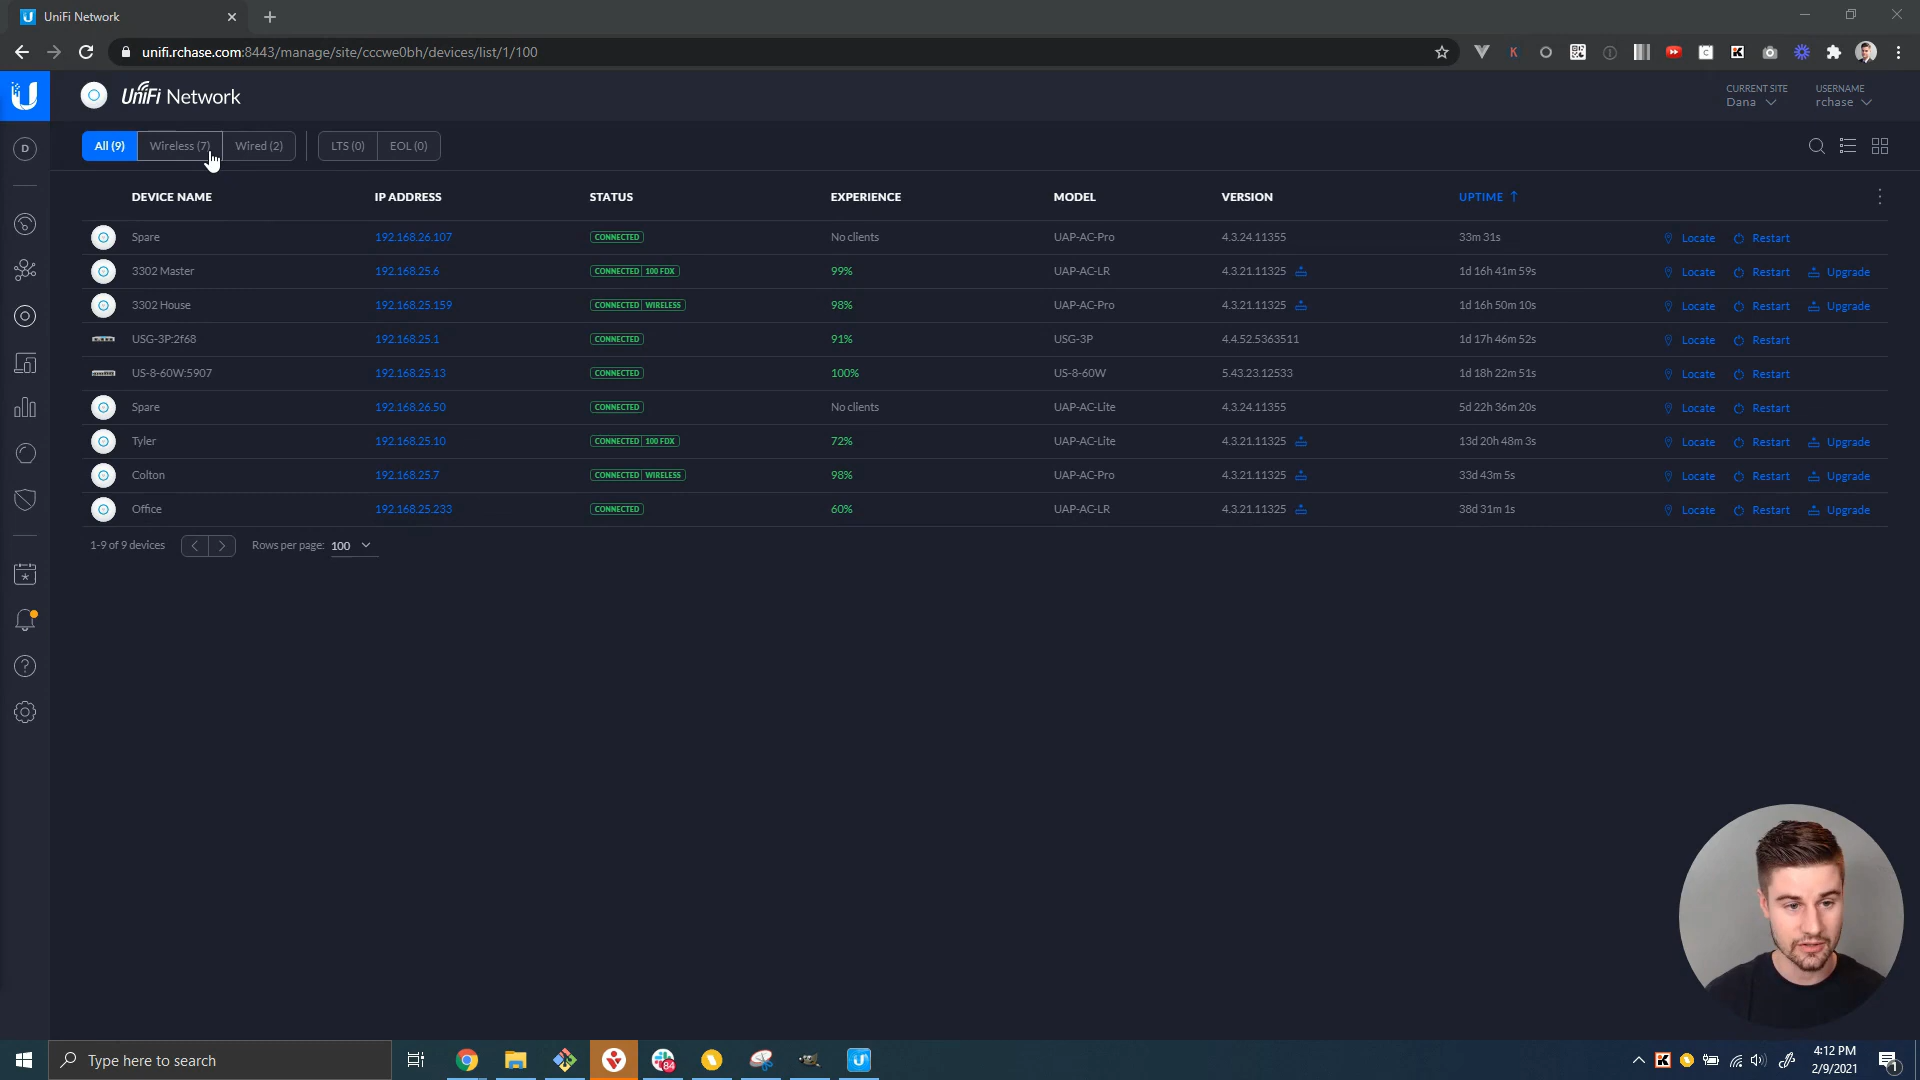 UniFi Network
unifi.rchase.com:8443/manage/site/cccwe0bh/devices/list/1/100
UniFi Network
CURRENT SITE
Dana
USERNAME
rchase
D
All (9)
Wireless (7)
Wired (2)
LTS (0)
EOL (0)
DEVICE NAME IP ADDRESS STATUS EXPERIENCE MODEL VERSION UPTIME
Spare 192.168.26.107 CONNECTED No clients UAP-AC-Pro 4.3.24.11355 33m 31s Locate Restart
3302 Master 192.168.25.6 CONNECTED 100 FDX 99% UAP-AC-LR 4.3.21.11325 1d 16h 41m 59s Locate Restart Upgrade
3302 House 192.168.25.159 CONNECTED WIRELESS 98% UAP-AC-Pro 4.3.21.11325 1d 16h 50m 10s Locate Restart Upgrade
USG-3P:2f68 192.168.25.1 CONNECTED 91% USG-3P 4.4.52.5363511 1d 17h 46m 52s Locate Restart
US-8-60W:5907 192.168.25.13 CONNECTED 100% US-8-60W 5.43.23.12533 1d 18h 22m 51s Locate Restart
Spare 192.168.26.50 CONNECTED No clients UAP-AC-Lite 4.3.24.11355 5d 22h 36m 20s Locate Restart
Tyler 192.168.25.10 CONNECTED 100 FDX 72% UAP-AC-Lite 4.3.21.11325 13d 20h 48m 3s Locate Restart Upgrade
Colton 192.168.25.7 CONNECTED WIRELESS 98% UAP-AC-Pro 4.3.21.11325 33d 43m 5s Locate Restart Upgrade
Office 192.168.25.233 CONNECTED 60% UAP-AC-LR 4.3.21.11325 38d 31m 1s Locate Restart Upgrade
1-9 of 9 devices
Rows per page: 100
Type here to search
84
4:12 PM
2/9/2021
1